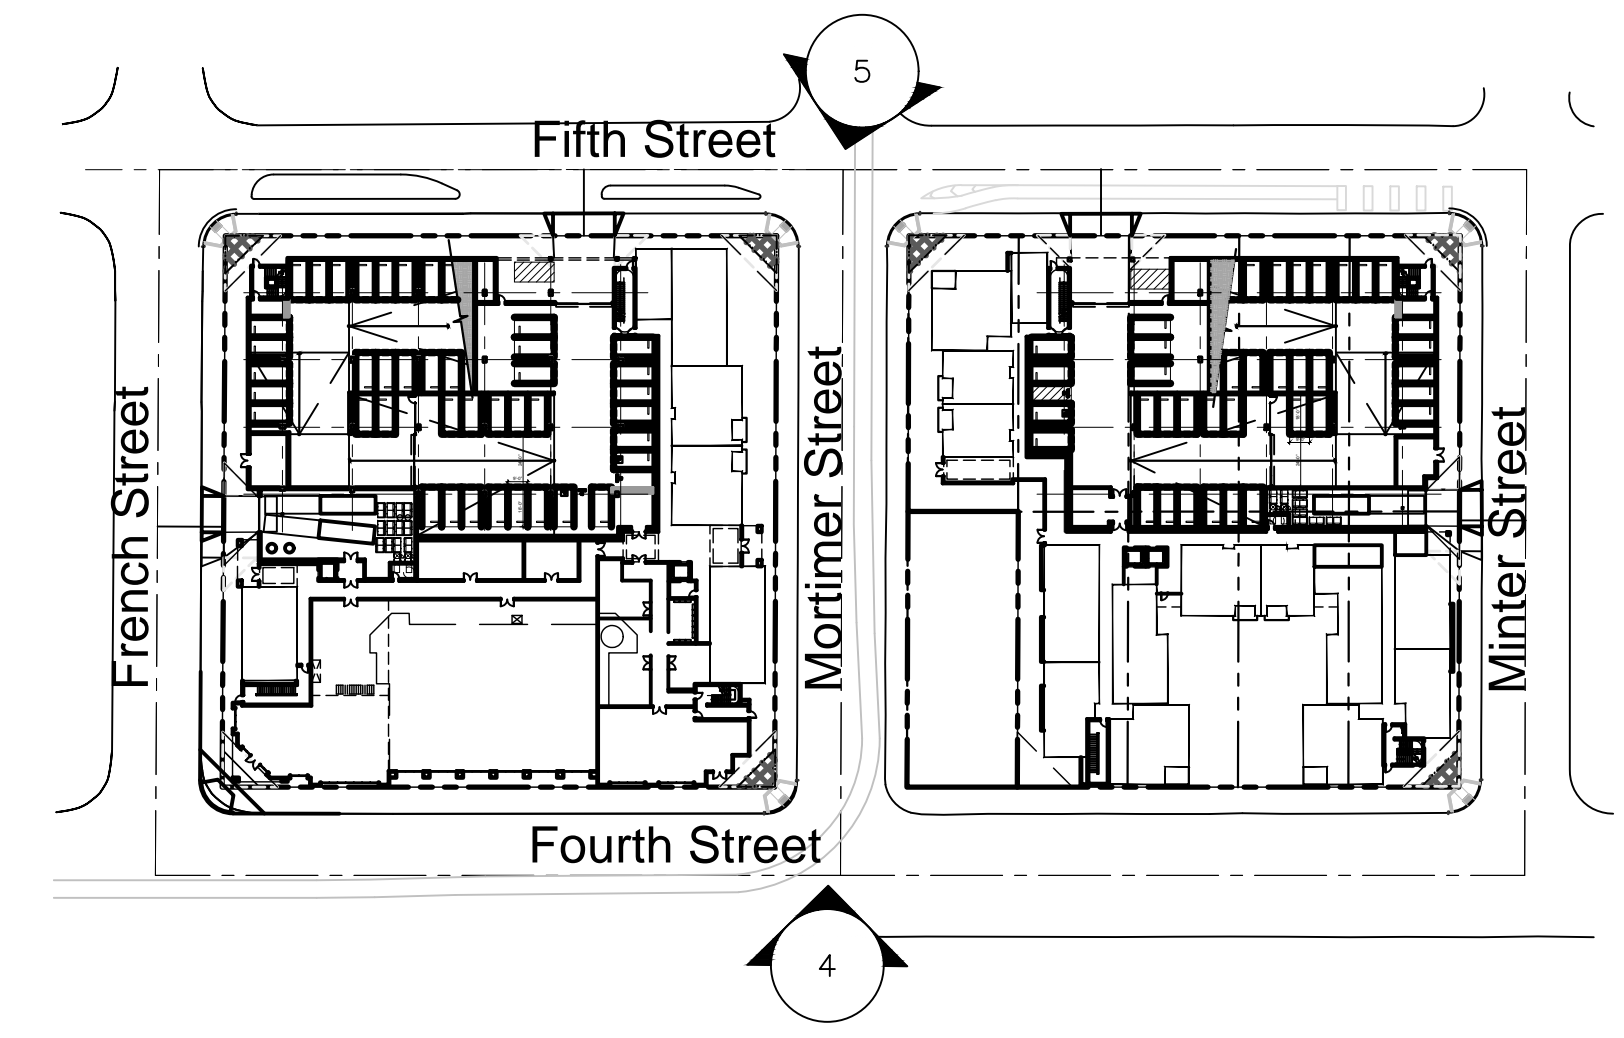 5
Fifth Street
French Street
Mortimer Street
Minter Street
Fourth Street
4